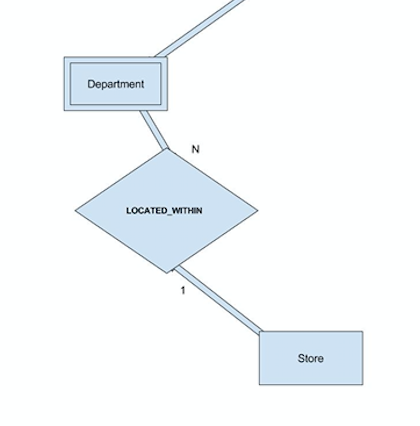 Department
N
LOCATED_WITHIN
1
Store